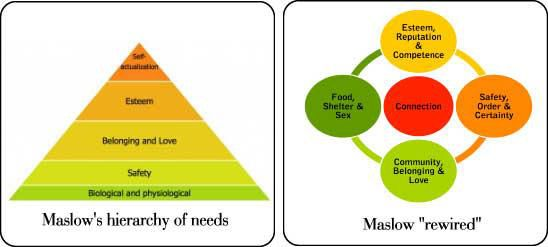 Self-
actualization
Esteem
Belonging and Love
Safety
Biological and physiological
Maslow's hierarchy of needs
Esteem,
Reputation
&
Competence
Food,
Shelter &
Sex
Connection
Safety,
Order &
Certainty
Community,
Belonging &
Love
Maslow "rewired"